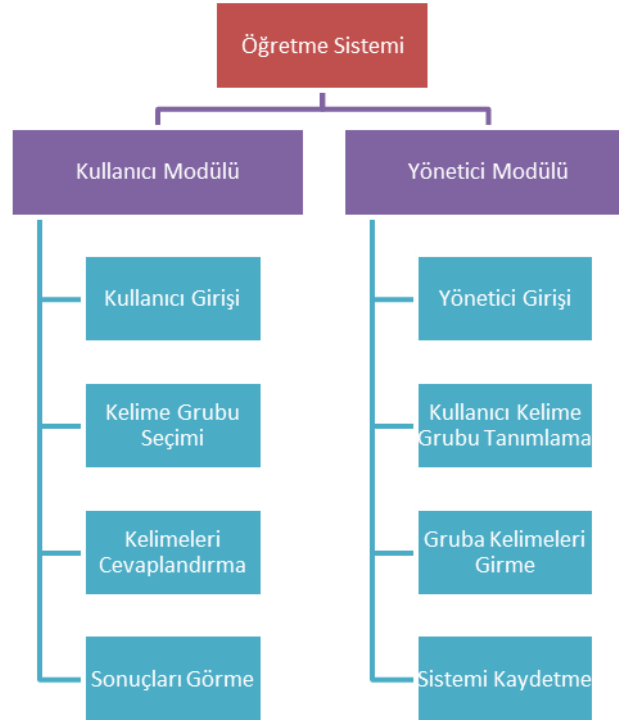 Öğretme Sistemi
Kullanıcı Modülü
Kullanıcı Girişi
Kelime Grubu
Seçimi
Kelimeleri
Cevaplandırma
Sonuçları Görme
Yönetici Modülü
Yönetici Girişi
Kullanıcı Kelime
Grubu Tanımlama
Gruba Kelimeleri
Girme
Sistemi Kaydetme